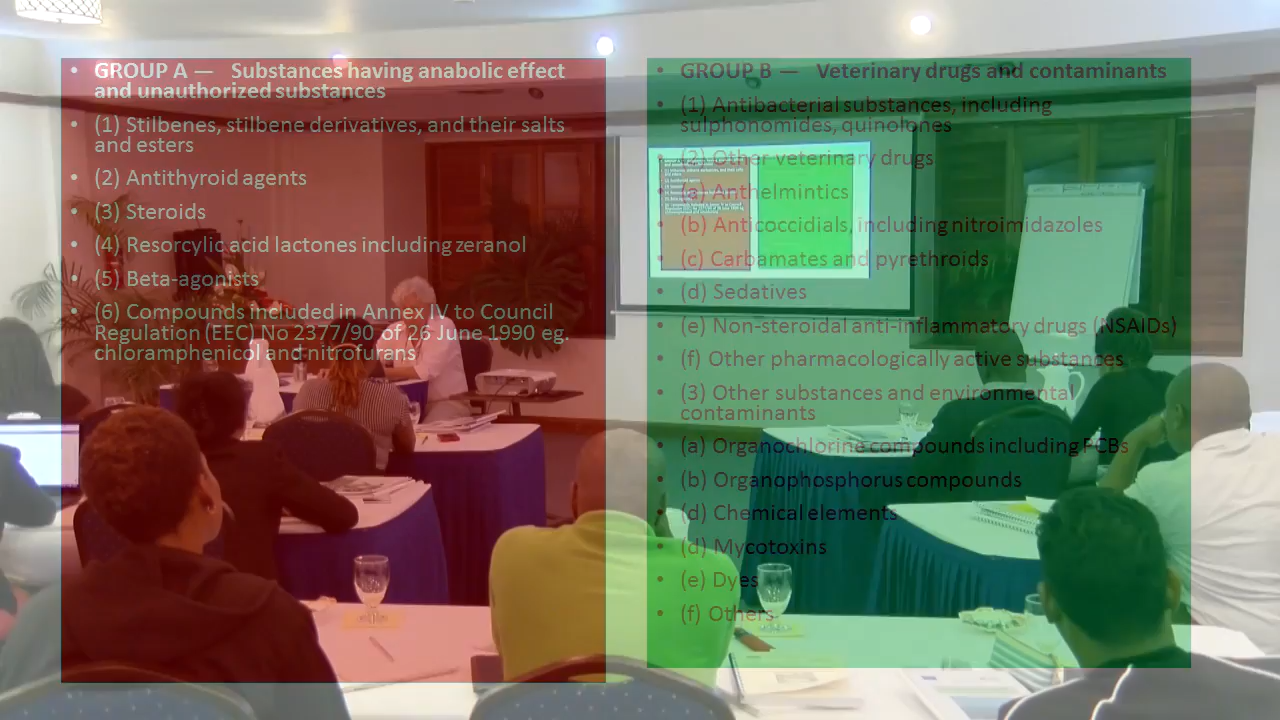 • GROUP A — Substances having anabolic effect
and unauthorized substances
• (1) Stilbenes, stilbene derivatives, and their salts
and esters
• (2) Antithyroid agents
• (3) Steroids
• (4) Resorcylic acid lactones including zeranol
• (5) Beta-agonists
• (6) Compounds included in Annex IV to Council
Regulation (EEC) No 2377/90 of 26 June 1990 eg.
chloramphenicol and nitrofurans
• GROUP B — Veterinary drugs and contaminants
• (1) Antibacterial substances, including
sulphonomides, quinolones
• (2) Other veterinary drugs
• (a) Anthelmintics
• (b) Anticoccidials, including nitroimidazoles
• (c) Carbamates and pyrethroids
• (d) Sedatives
• (e) Non-steroidal anti-inflammatory drugs (NSAIDs)
• (f) Other pharmacologically active substances
• (3) Other substances and environmental
contaminants
• (a) Organochlorine compounds including PCBs
• (b) Organophosphorus compounds
• (d) Chemical elements
• (d) Mycotoxins
• (e) Dyes
• (f) Others